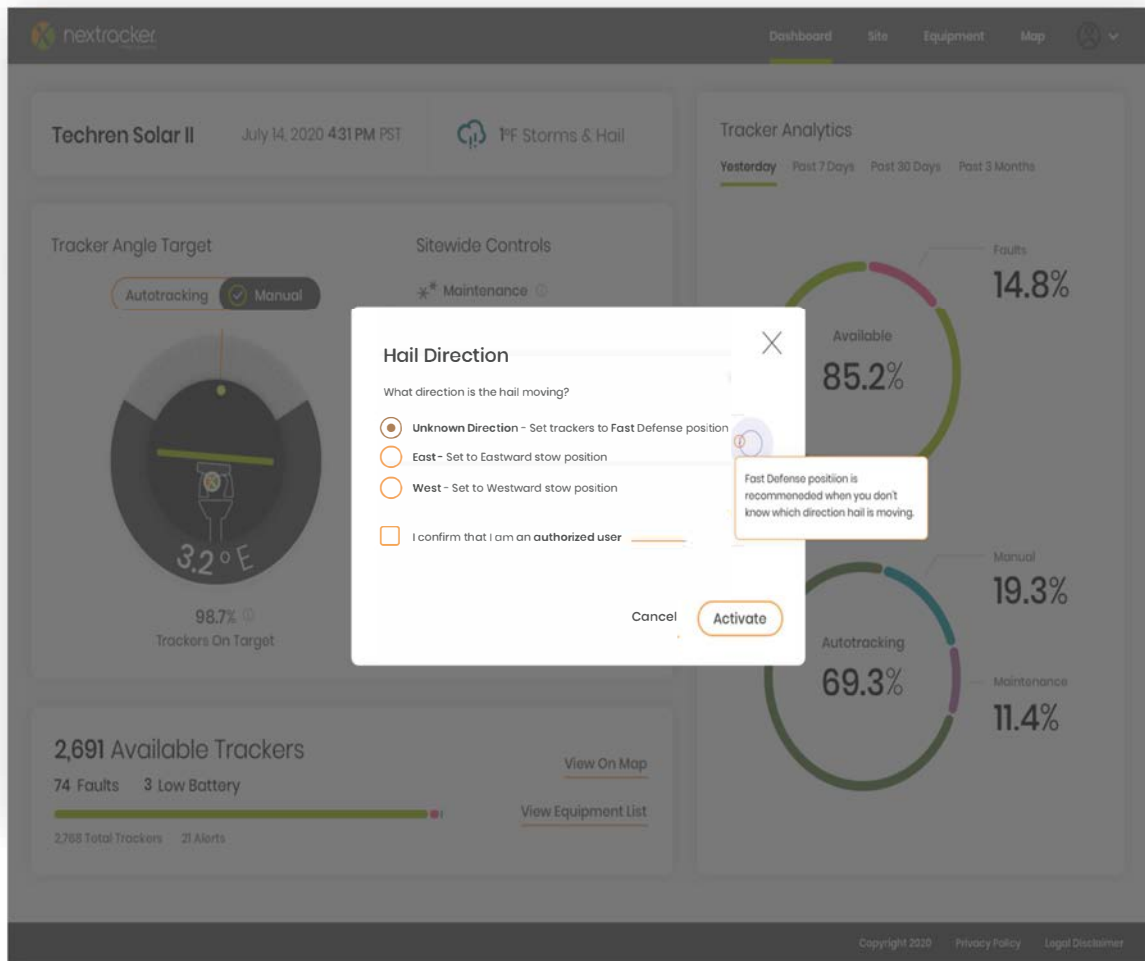 nextracker
Dashboard Site Equipment Map
Techren Solar II July 14, 2020 4:31 PM PST 1°F Storms & Hail
Tracker Analytics
Yesterday Past 7 Days Past 30 Days Past 3 Months
Tracker Angle Target
Sitewide Controls
Autotracking Manual
Maintenance
3.2° E
98.7%
Trackers On Target
Hail Direction
What direction is the hail moving?
Unknown Direction - Set trackers to Fast Defense position
East - Set to Eastward stow position
West - Set to Westward stow position
I confirm that I am an authorized user
Cancel Activate
Fast Defense positiion is
recommeneded when you don't
know which direction hail is moving.
Faults
14.8%
Available
85.2%
Manual
19.3%
Autotracking
69.3%
Maintenance
11.4%
2,691 Available Trackers
74 Faults 3 Low Battery
2,768 Total Trackers 21 Alerts
View On Map
View Equipment List
Copyright 2020 Privacy Policy Legal Disclaimer